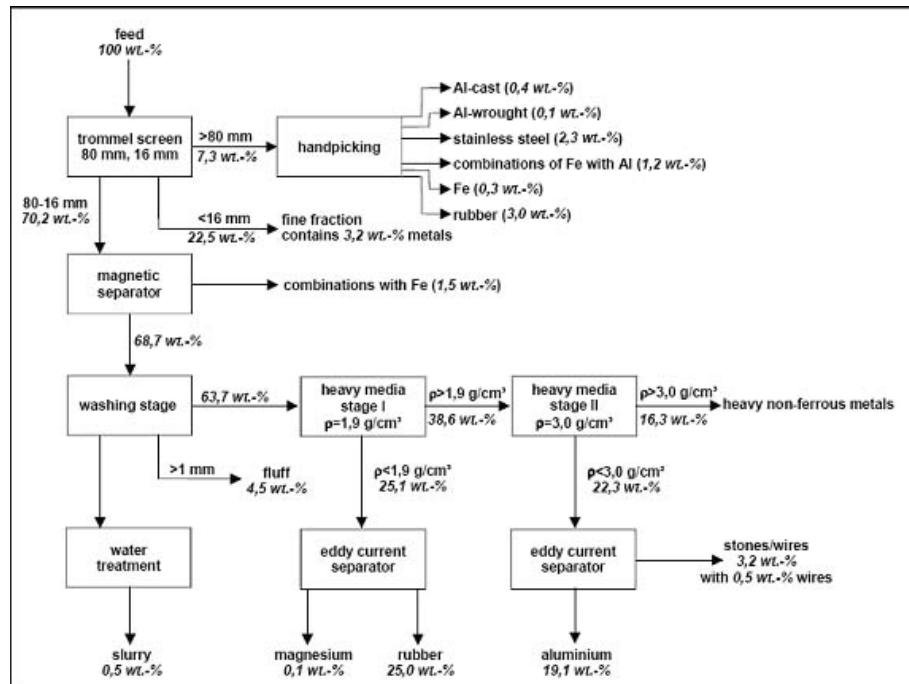 feed
100 wt.-%
trommel screen
80 mm, 16 mm
>80 mm
7,3 wt.-%
handpicking
Al-cast (0,4 wt.-%)
Al-wrought (0,1 wt.-%)
stainless steel (2,3 wt.-%)
combinations of Fe with Al (1,2 wt.-%)
Fe (0,3 wt.-%)
rubber (3,0 wt.-%)
80-16 mm
70,2 wt.-%
<16 mm
22,5 wt.-%
fine fraction
contains 3,2 wt.-% metals
magnetic
separator
combinations with Fe (1,5 wt.-%)
68,7 wt.-%
washing stage
63,7 wt.-%
heavy media
stage I
ρ=1,9 g/cm³
ρ>1,9 g/cm³
38,6 wt.-%
heavy media
stage II
ρ=3,0 g/cm³
ρ>3,0 g/cm³
16,3 wt.-%
heavy non-ferrous metals
>1 mm
fluff
4,5 wt.-%
ρ<1,9 g/cm³
25,1 wt.-%
ρ<3,0 g/cm³
22,3 wt.-%
water
treatment
eddy current
separator
eddy current
separator
stones/wires
3,2 wt.-%
with 0,5 wt.-% wires
slurry
0,5 wt.-%
magnesium
0,1 wt.-%
rubber
25,0 wt.-%
aluminium
19,1 wt.-%